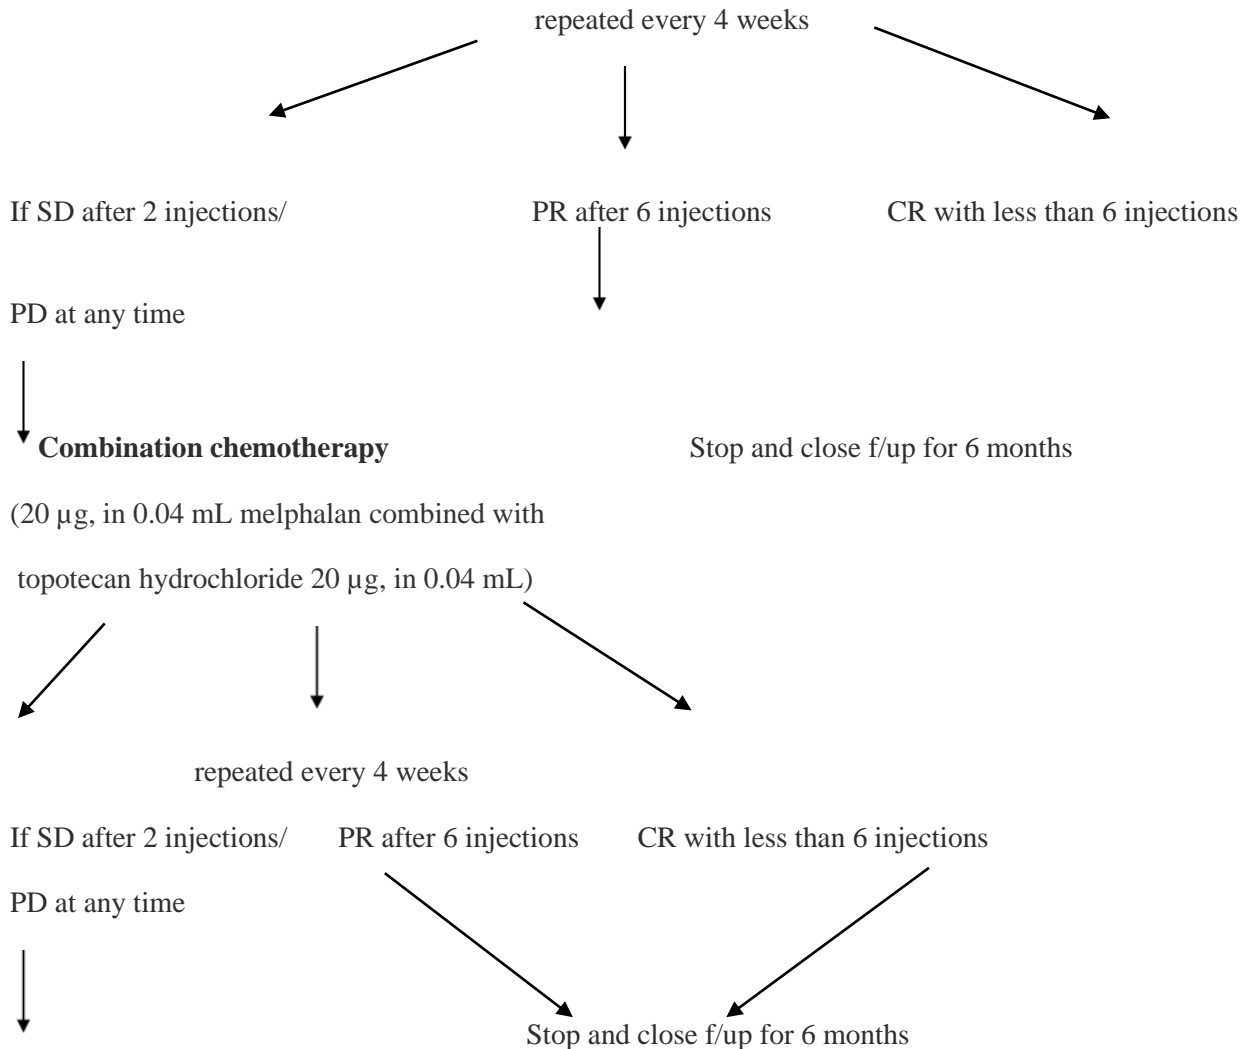 repeated every 4 weeks
If SD after 2 injections/ PR after 6 injections CR with less than 6 injections
PD at any time
Combination chemotherapy Stop and close f/up for 6 months
(20 µg, in 0.04 mL melphalan combined with
topotecan hydrochloride 20 µg, in 0.04 mL)
repeated every 4 weeks
If SD after 2 injections/ PR after 6 injections CR with less than 6 injections
PD at any time
Stop and close f/up for 6 months